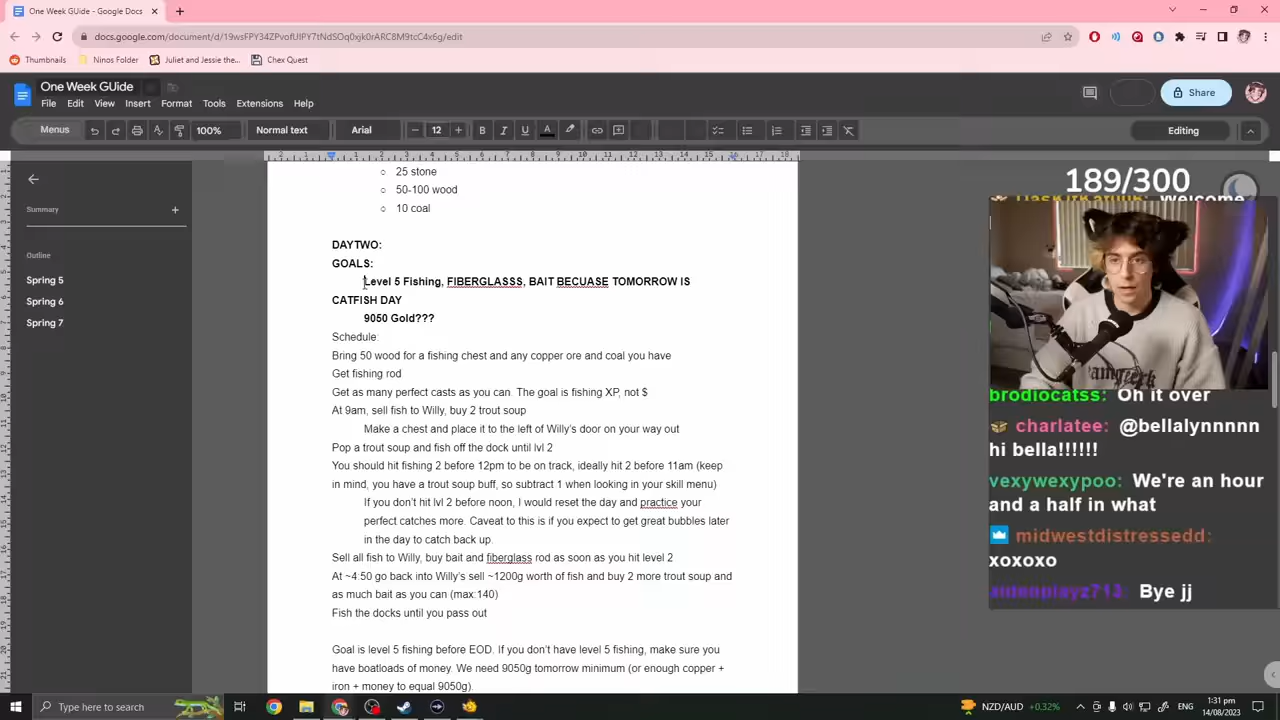 One Week GUide - Google Docs
docs.google.com/document/d/19wsFPY34ZPvofUIPY7tNdSOq0xjk0rARC8M9tcC4x6g/edit
Thumbnails
Ninos Folder
Juliet and Jessie the...
Chex Quest
One Week GUide
File Edit View Insert Format Tools Extensions Help
Share
Menus
100%
Normal text
Arial
12
Editing
Summary
Outline
Spring 5
Spring 6
Spring 7
25 stone
50-100 wood
10 coal
DAYTWO:
GOALS:
Level 5 Fishing, FIBERGLASSS, BAIT BECUASE TOMORROW IS
CATFISH DAY
9050 Gold???
Schedule:
Bring 50 wood for a fishing chest and any copper ore and coal you have
Get fishing rod
Get as many perfect casts as you can. The goal is fishing XP, not $
At 9am, sell fish to Willy, buy 2 trout soup
Make a chest and place it to the left of Willy's door on your way out
Pop a trout soup and fish off the dock until lvl 2
You should hit fishing 2 before 12pm to be on track, ideally hit 2 before 11am (keep
in mind, you have a trout soup buff, so subtract 1 when looking in your skill menu)
If you don't hit lvl 2 before noon, I would reset the day and practice your
perfect catches more. Caveat to this is if you expect to get great bubbles later
in the day to catch back up.
Sell all fish to Willy, buy bait and fiberglass rod as soon as you hit level 2
At ~4:50 go back into Willy's sell ~1200g worth of fish and buy 2 more trout soup and
as much bait as you can (max:140)
Fish the docks until you pass out
Goal is level 5 fishing before EOD. If you don't have level 5 fishing, make sure you
have boatloads of money. We need 9050g tomorrow minimum (or enough copper +
iron + money to equal 9050g).
189/300
Welcome
brodiocatss: Oh it over
charlatee: @bellalynnnnn
hi bella!!!!!!
vexywexypoo: We're an hour
and a half in what
midwestdistressedd:
xoxoxo
Bye jj
Type here to search
NZD/AUD +0.32%
1:31 pm
14/08/2023